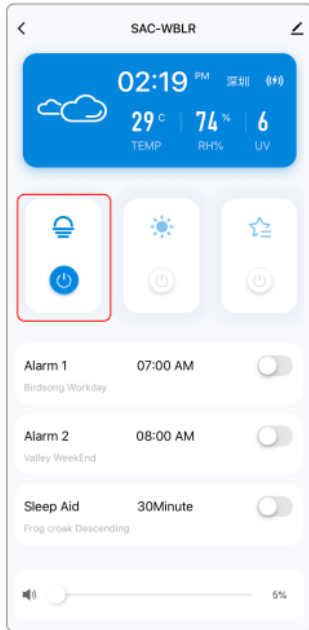 SAC-WBLR
02:19 PM 深圳
29 c 74 % 6
TEMP RH% UV
Alarm 1 07:00 AM
Birdsong Workday
Alarm 2 08:00 AM
Valley WeekEnd
Sleep Aid 30Minute
Frog croak Descending
5%